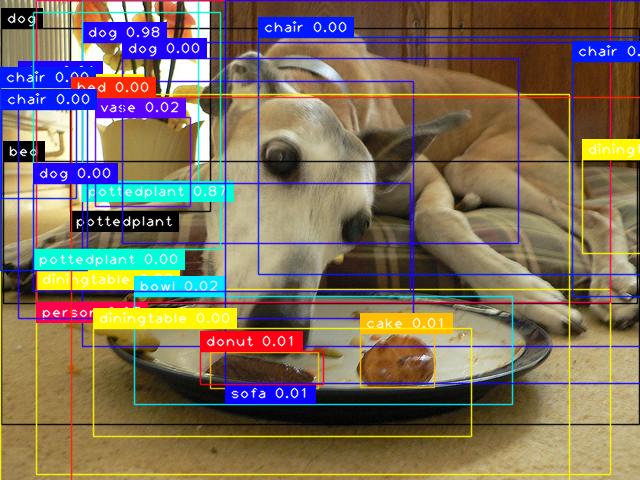 dog
dog 0.98
chair 0.00
dog 0.00
chair 0.
chair 0.00
bed 0.00
chair 0.00
vase 0.02
bed
diningt
dog 0.00
pottedplant 0.87
pottedplant
pottedplant 0.00
diningtable
bowl 0.02
person
diningtable 0.00
cake 0.01
donut 0.01
sofa 0.01